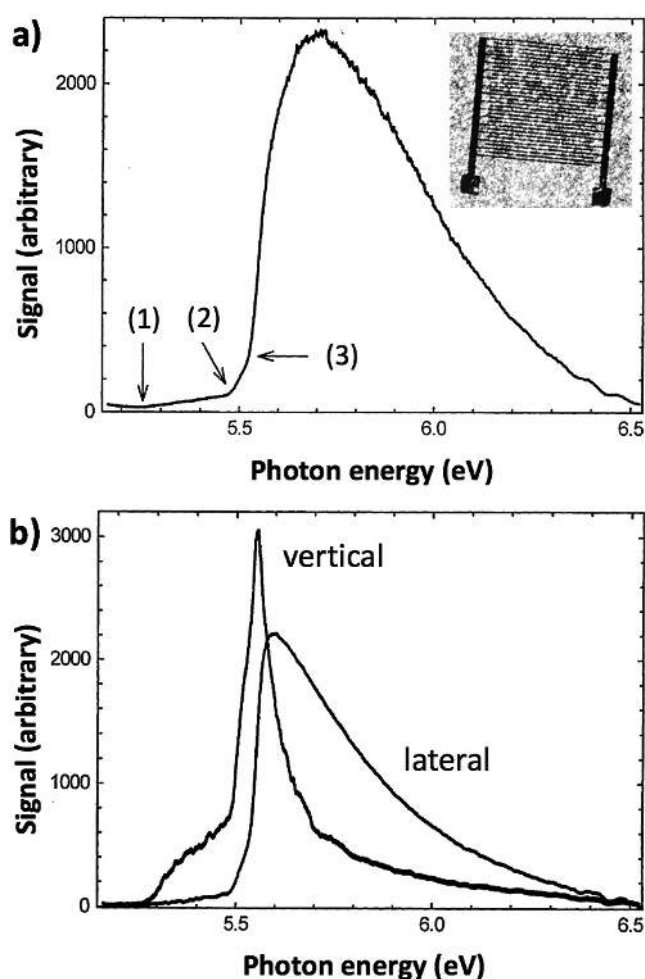 a)
Signal (arbitrary)
2000
1000
0
(1)
(2)
(3)
5.5
6.0
6.5
Photon energy (eV)
b)
Signal (arbitrary)
3000
2000
1000
0
vertical
lateral
5.5
6.0
6.5
Photon energy (eV)